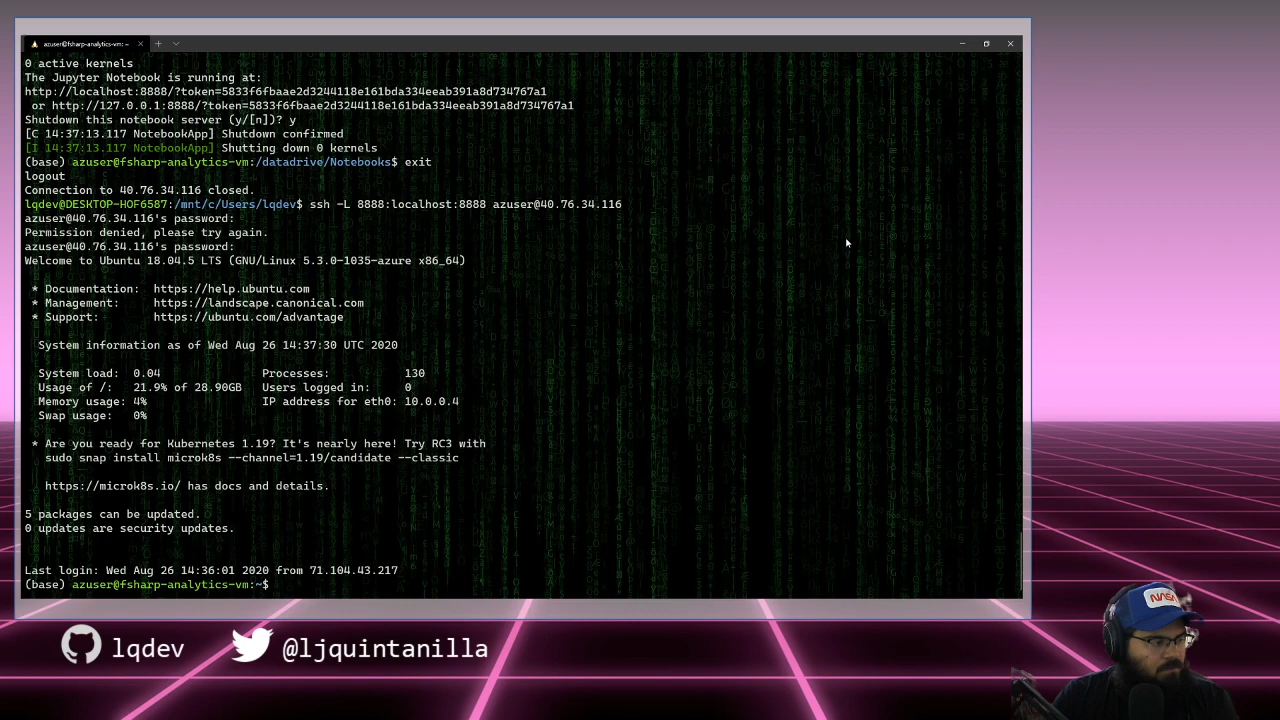 azuser@fsharp-analytics-vm: ~
0 active kernels
The Jupyter Notebook is running at:
http://localhost:8888/?token=5833f6fbaae2d3244118e161bda334eeab391a8d734767a1
or http://127.0.0.1:8888/?token=5833f6fbaae2d3244118e161bda334eeab391a8d734767a1
Shutdown this notebook server (y/[n])? y
[C 14:37:13.117 NotebookApp] Shutdown confirmed
[I 14:37:13.117 NotebookApp] Shutting down 0 kernels
(base) azuser@fsharp-analytics-vm:/datadrive/Notebooks$ exit
logout
Connection to 40.76.34.116 closed.
lqdev@DESKTOP-HOF6587:/mnt/c/Users/lqdev$ ssh -L 8888:localhost:8888 azuser@40.76.34.116
azuser@40.76.34.116's password:
Permission denied, please try again.
azuser@40.76.34.116's password:
Welcome to Ubuntu 18.04.5 LTS (GNU/Linux 5.3.0-1035-azure x86_64)
* Documentation:  https://help.ubuntu.com
* Management:     https://landscape.canonical.com
* Support:        https://ubuntu.com/advantage
System information as of Wed Aug 26 14:37:30 UTC 2020
System load:  0.04               Processes:           130
Usage of /:   21.9% of 28.90GB   Users logged in:     0
Memory usage: 4%                 IP address for eth0: 10.0.0.4
Swap usage:   0%
* Are you ready for Kubernetes 1.19? It's nearly here! Try RC3 with
sudo snap install microk8s --channel=1.19/candidate --classic
https://microk8s.io/ has docs and details.
5 packages can be updated.
0 updates are security updates.
Last login: Wed Aug 26 14:36:01 2020 from 71.104.43.217
(base) azuser@fsharp-analytics-vm:~$
NASA
lqdev @ljquintanilla